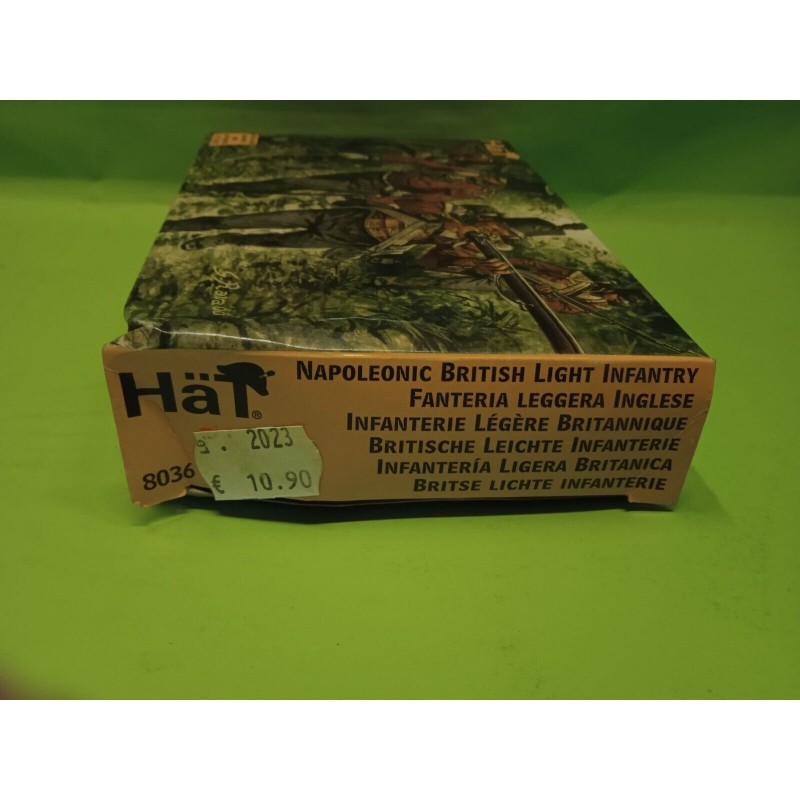 HäT®
NAPOLEONIC BRITISH LIGHT INFANTRY
FANTERIA LEGGERA INGLESE
INFANTERIE LÉGÈRE BRITANNIQUE
BRITISCHE LEICHTE INFANTERIE
INFANTERÍA LIGERA BRITANICA
BRITSE LICHTE INFANTERIE
8036
9. 2023
€ 10.90